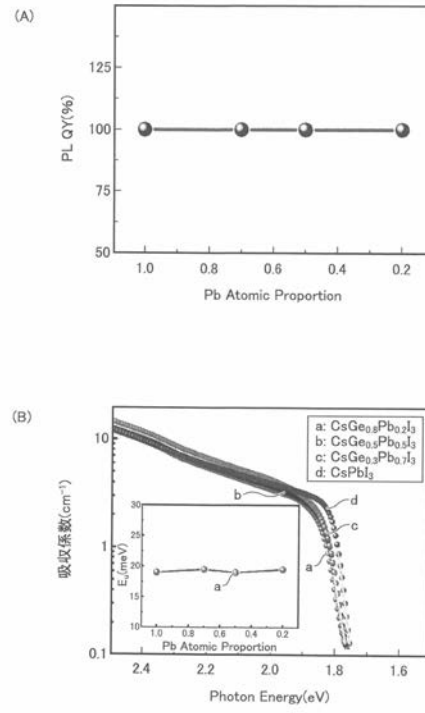 (A)
PL QY(%)
125
100
75
50
1.0 0.8 0.6 0.4 0.2
Pb Atomic Proportion
(B)
吸収係数(cm⁻¹)
10
1
0.1
a: CsGe₀.₈Pb₀.₂I₃
b: CsGe₀.₅Pb₀.₅I₃
c: CsGe₀.₃Pb₀.₇I₃
d: CsPbI₃
b
d
c
a
Eᵤ(meV)
30
25
20
15
10
a
1.0 0.8 0.6 0.4 0.2
Pb Atomic Proportion
2.4 2.2 2.0 1.8 1.6
Photon Energy(eV)